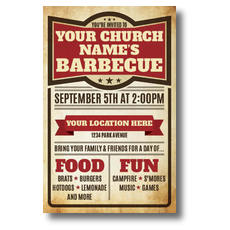 YOU'RE INVITED TO
YOUR CHURCH
NAME'S
BARBECUE
SEPTEMBER 5TH AT 2:00PM
YOUR LOCATION HERE
1234 PARK AVENUE
BRING YOUR FAMILY & FRIENDS FOR A DAY OF...
FOOD FUN
BRATS ★ BURGERS CAMPFIRE ★ S'MORES
HOTDOGS ★ LEMONADE MUSIC ★ GAMES
AND MORE